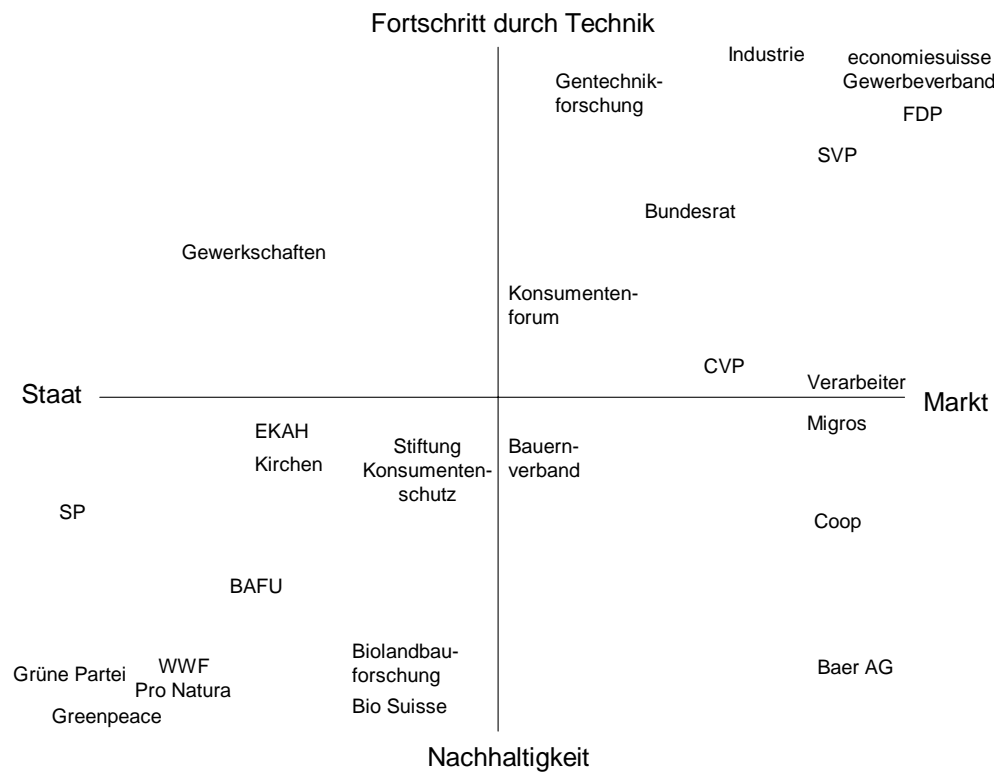 Fortschritt durch Technik
Industrie
economiesuisse
Gewerbeverband
Gentechnik-
forschung
FDP
SVP
Bundesrat
Gewerkschaften
Konsumenten-
forum
CVP
Verarbeiter
Staat
Markt
Migros
EKAH
Kirchen
Stiftung
Konsumenten-
schutz
Bauern-
verband
SP
Coop
BAFU
Grüne Partei
WWF
Pro Natura
Greenpeace
Biolandbau-
forschung
Bio Suisse
Baer AG
Nachhaltigkeit